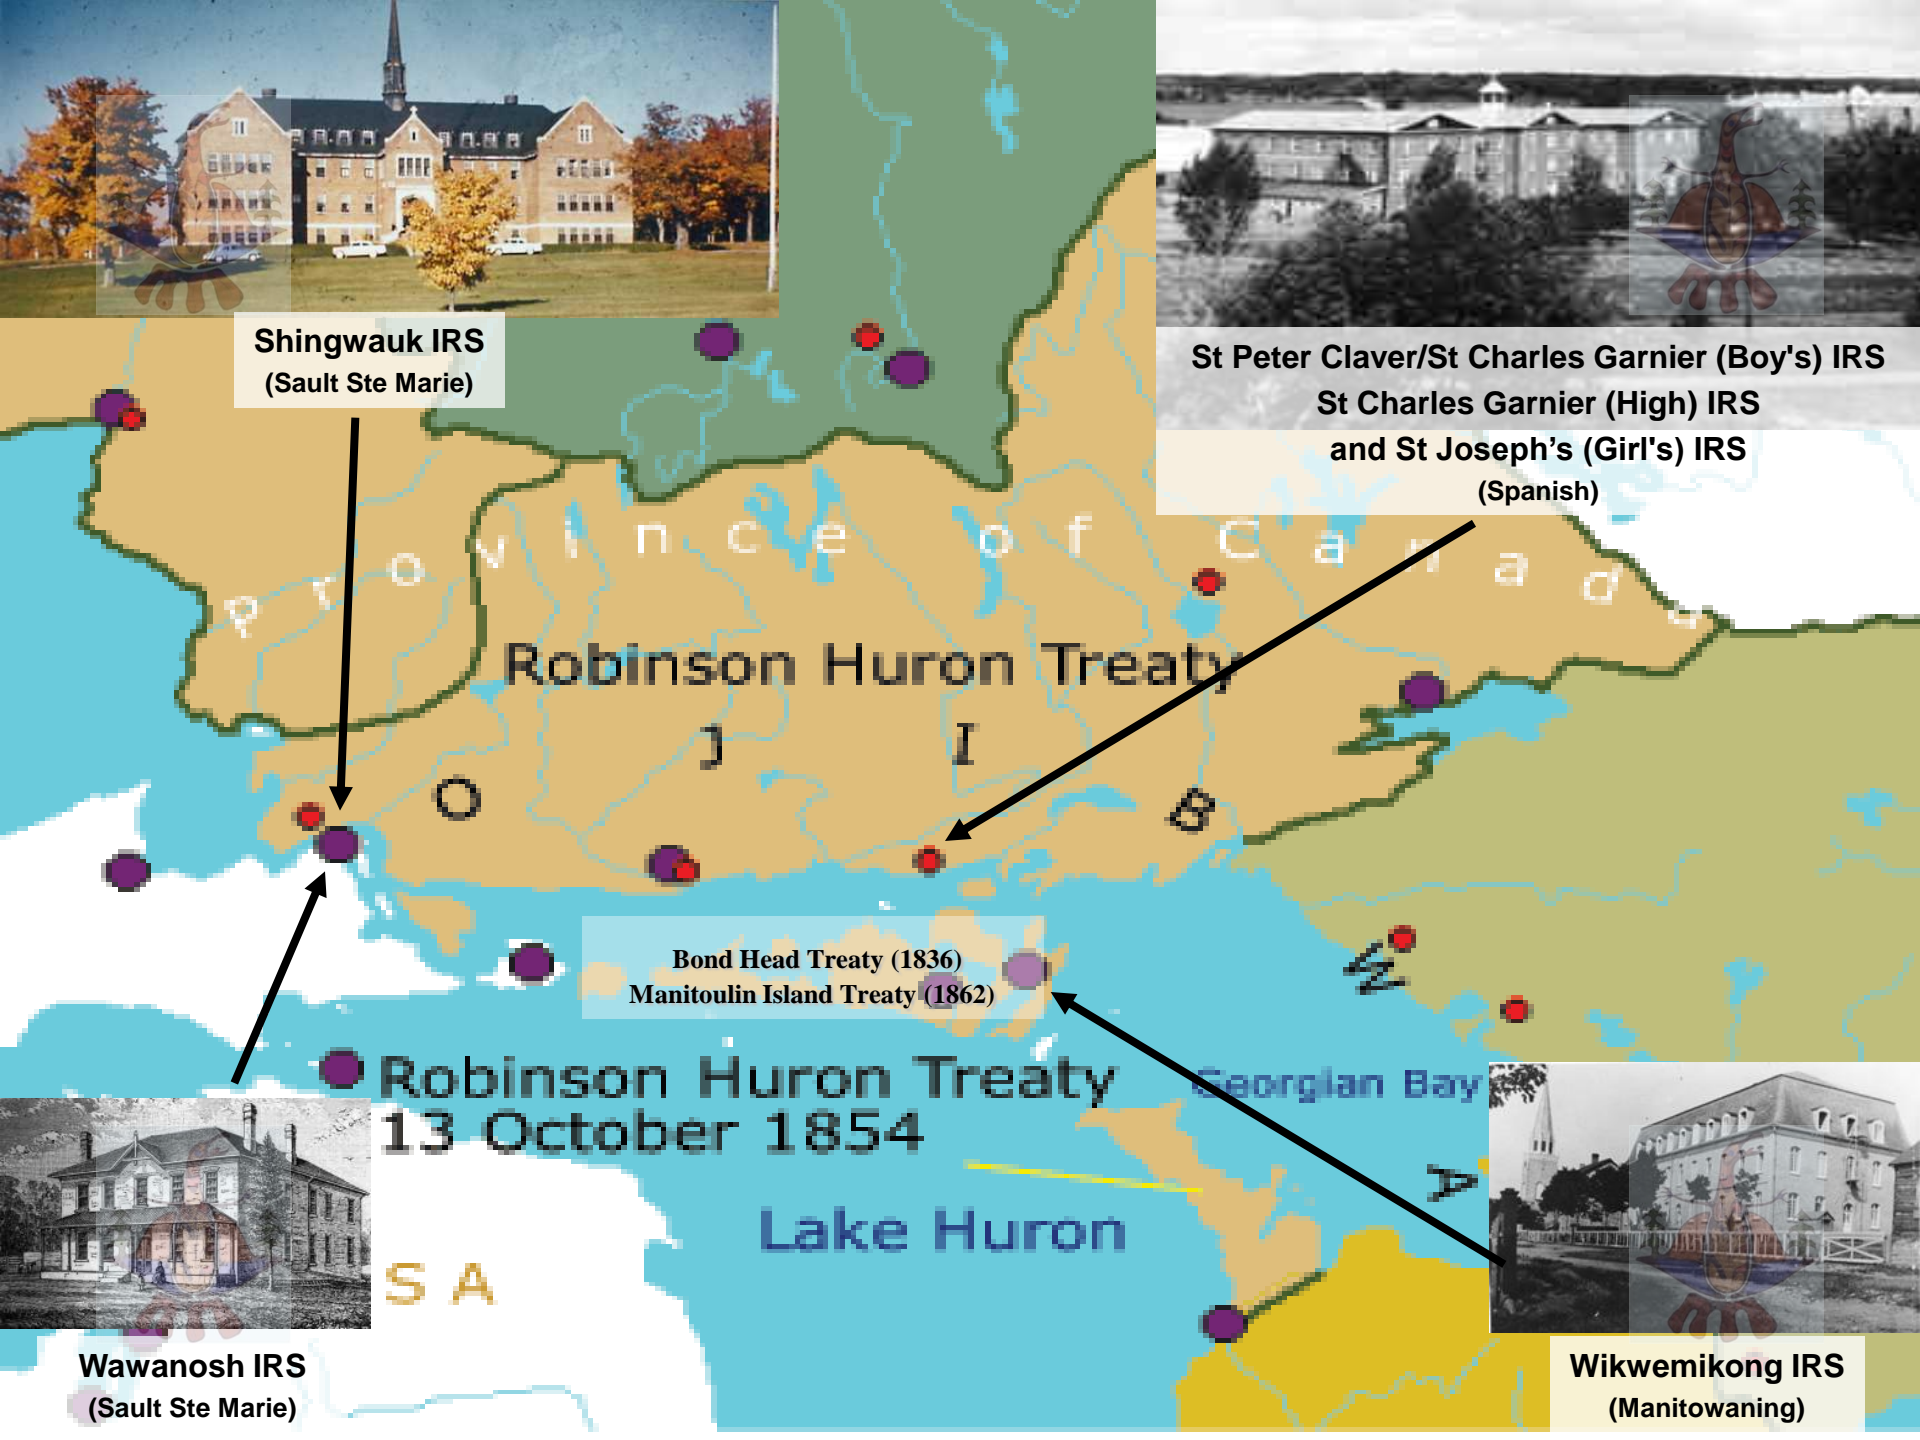 Shingwauk IRS
(Sault Ste Marie)
St Peter Claver/St Charles Garnier (Boy's) IRS
St Charles Garnier (High) IRS
and St Joseph’s (Girl's) IRS
(Spanish)
Province of Canada
Robinson Huron Treaty
O J I B W A
Bond Head Treaty (1836)
Manitoulin Island Treaty (1862)
Robinson Huron Treaty
13 October 1854
Georgian Bay
Lake Huron
S A
Wawanosh IRS
(Sault Ste Marie)
Wikwemikong IRS
(Manitowaning)